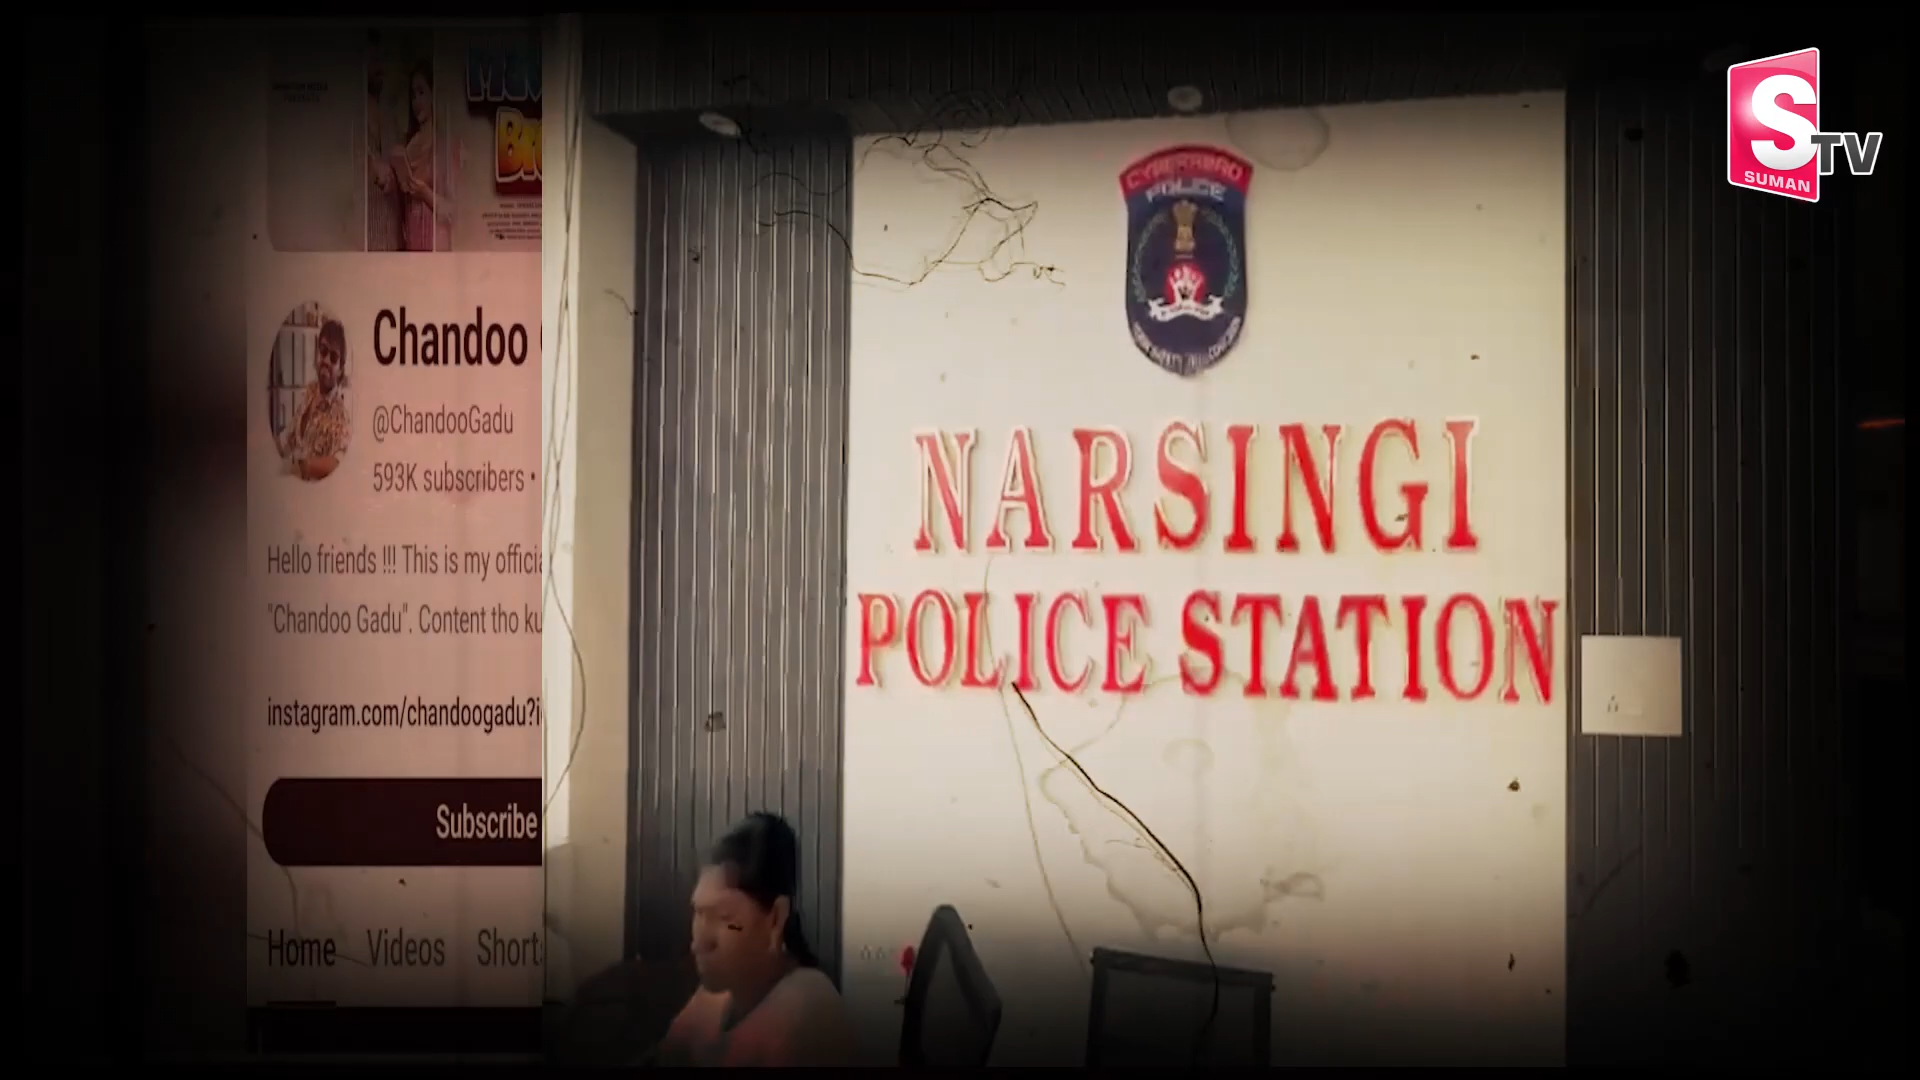 Chandoo
@ChandooGadu
593K subscribers •
Hello friends !!! This is my officia
"Chandoo Gadu". Content tho ku
instagram.com/chandoogadu?i
Subscribe
Home Videos Shorts
CYBERABAD
POLICE
NARSINGI
POLICE STATION
S
TV
SUMAN